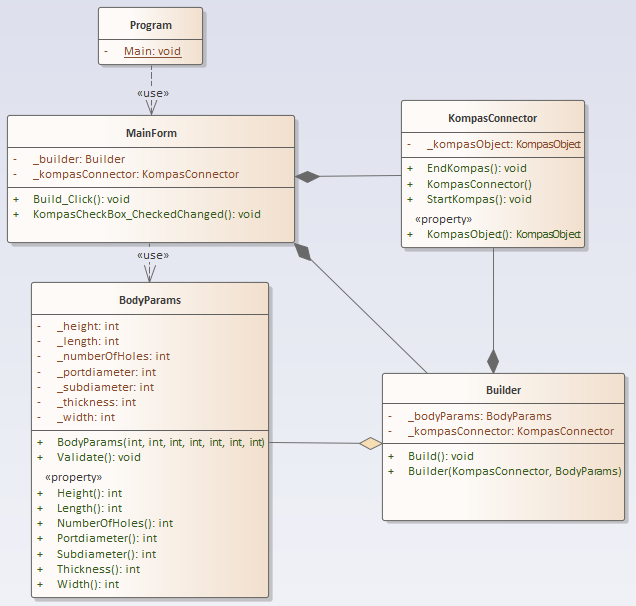 Program
- Main: void
«use»
MainForm
- _builder: Builder
- _kompasConnector: KompasConnector
+ Build_Click(): void
+ KompasCheckBox_CheckedChanged(): void
KompasConnector
- _kompasObject: KompasObject
+ EndKompas(): void
+ KompasConnector()
+ StartKompas(): void
«property»
+ KompasObject(): KompasObject
«use»
BodyParams
- _height: int
- _length: int
- _numberOfHoles: int
- _portdiameter: int
- _subdiameter: int
- _thickness: int
- _width: int
+ BodyParams(int, int, int, int, int, int, int)
+ Validate(): void
«property»
+ Height(): int
+ Length(): int
+ NumberOfHoles(): int
+ Portdiameter(): int
+ Subdiameter(): int
+ Thickness(): int
+ Width(): int
Builder
- _bodyParams: BodyParams
- _kompasConnector: KompasConnector
+ Build(): void
+ Builder(KompasConnector, BodyParams)